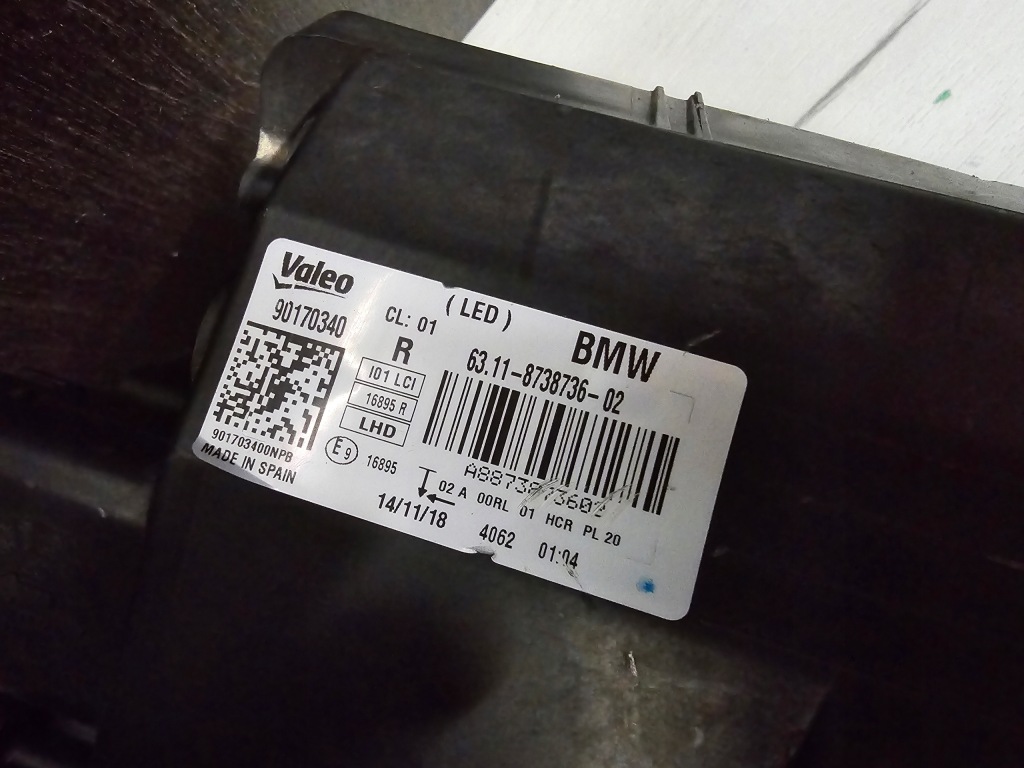 Valeo
90170340
CL: 01
( LED )
BMW
R
63.11-8738736-02
I01 LCI
16895 R
LHD
901703400NPB
MADE IN SPAIN
E9
16895
02 A 00RL 01 HCR PL 20
14/11/18
4062
01:04